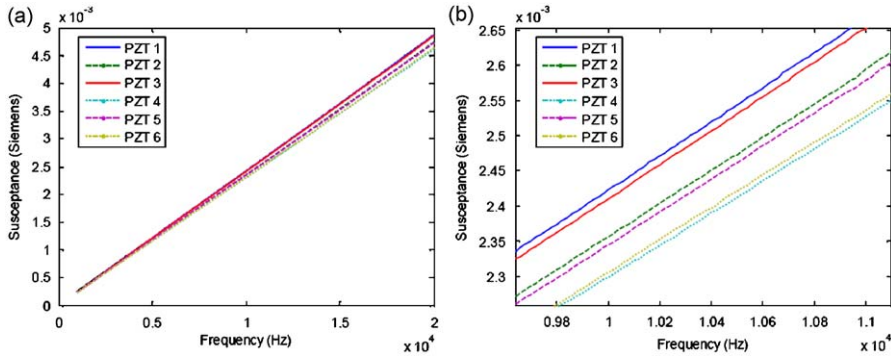 (a)
x 10⁻³
5
4.5
4
3.5
3
2.5
2
1.5
1
0.5
0
Susceptance (Siemens)
PZT 1
PZT 2
PZT 3
PZT 4
PZT 5
PZT 6
0
0.5
1
1.5
2
Frequency (Hz)
x 10⁴
(b)
x 10⁻³
2.65
2.6
2.55
2.5
2.45
2.4
2.35
2.3
Susceptance (Siemens)
PZT 1
PZT 2
PZT 3
PZT 4
PZT 5
PZT 6
0.98
1
1.02
1.04
1.06
1.08
1.1
Frequency (Hz)
x 10⁴